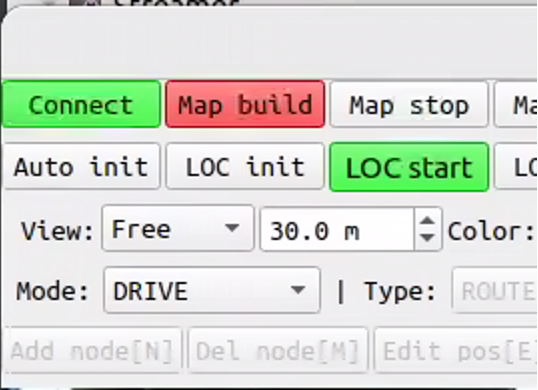 Streamer
Connect Map build Map stop Ma
Auto init LOC init LOC start LO
View: Free 30.0 m Color:
Mode: DRIVE | Type: ROUTE
Add node[N] Del node[M] Edit pos[E]